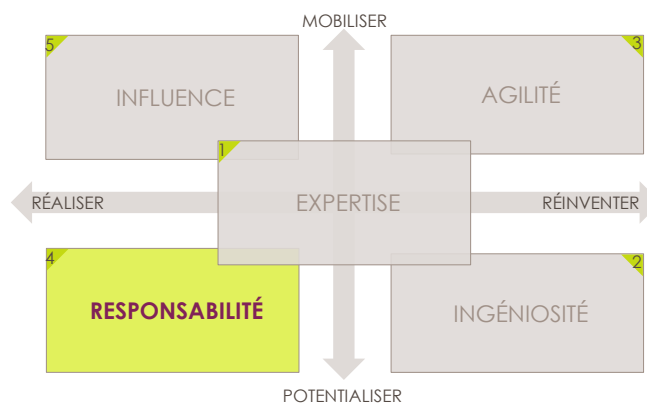 MOBILISER
5
INFLUENCE
3
AGILITÉ
1
EXPERTISE
RÉALISER
RÉINVENTER
4
RESPONSABILITÉ
2
INGÉNIOSITÉ
POTENTIALISER